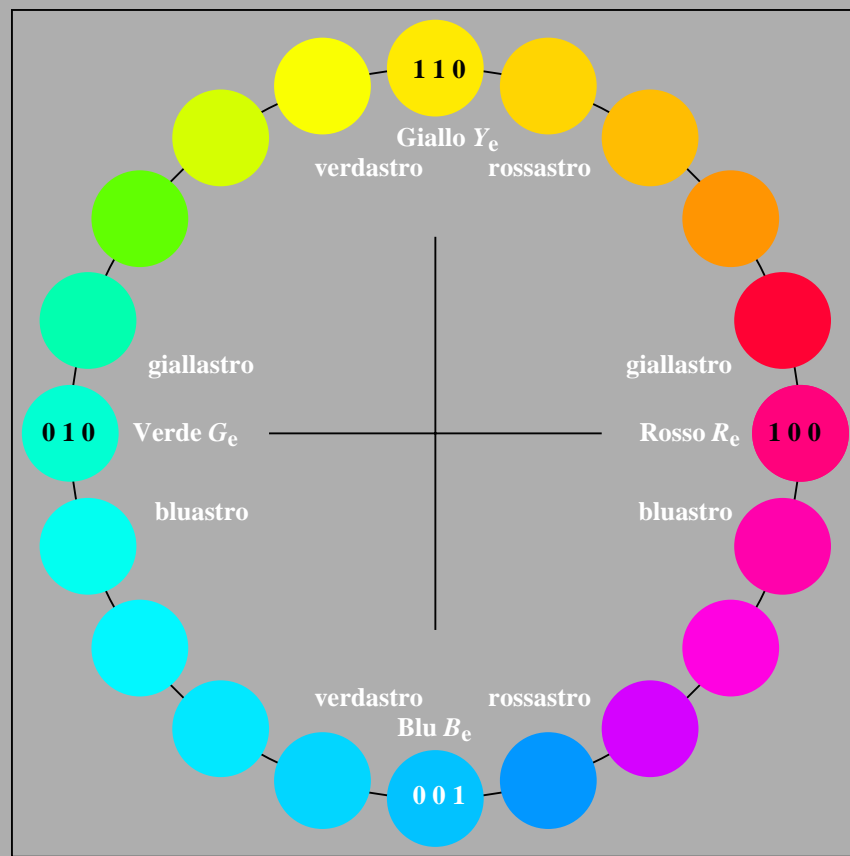 1 1 0
Giallo Yₑ
verdastro rossastro
giallastro giallastro
0 1 0 Verde Gₑ Rosso Rₑ 1 0 0
bluastro bluastro
verdastro rossastro
Blu Bₑ
0 0 1